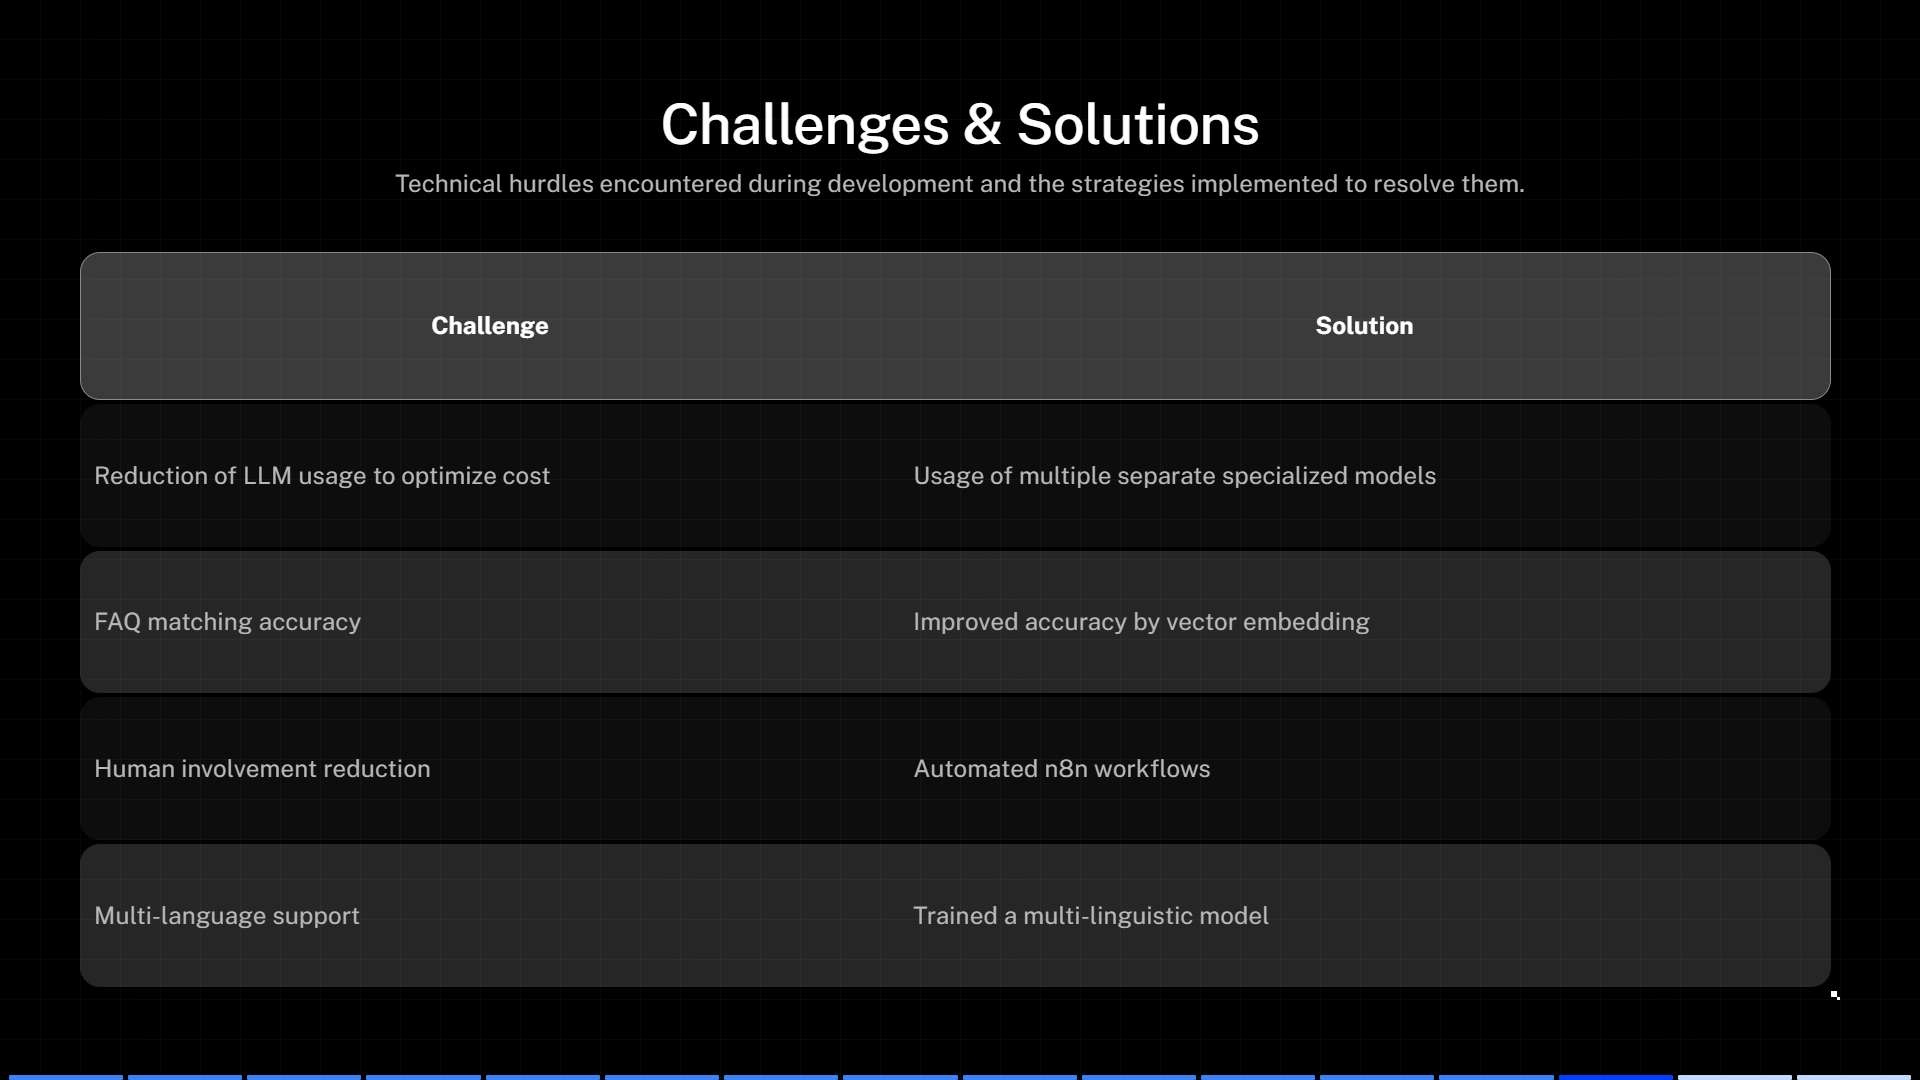 Challenges & Solutions
Technical hurdles encountered during development and the strategies implemented to resolve them.
Challenge
Solution
Reduction of LLM usage to optimize cost
Usage of multiple separate specialized models
FAQ matching accuracy
Improved accuracy by vector embedding
Human involvement reduction
Automated n8n workflows
Multi-language support
Trained a multi-linguistic model